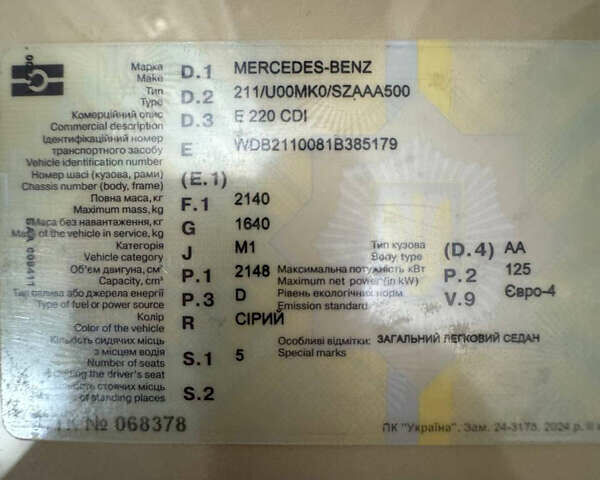 Марка D.1 MERCEDES-BENZ
Make
Тип D.2 211/U00MK0/SZAAA500
Type
Комерційний опис D.3 E 220 CDI
Commercial description
Ідентифікаційний номер
транспортного засобу E WDB2110081B385179
Vehicle identification number
Номер шасі (кузова, рами) (E.1)
Chassis number (body, frame)
Повна маса, кг F.1 2140
Maximum mass, kg
Маса без навантаження, кг G 1640
Mass of the vehicle in service, kg
Категорія J M1 Тип кузова (D.4) AA
Vehicle category Body type
Об'єм двигуна, см³ P.1 2148 Максимальна потужність кВт P.2 125
Capacity, cm³ Maximum net power (in kW)
Тип палива або джерела енергії P.3 D Рівень екологічних норм V.9 Євро-4
Type of fuel or power source Emission standard
Колір R СІРИЙ
Color of the vehicle
Кількість сидячих місць Особливі відмітки: ЗАГАЛЬНИЙ ЛЕГКОВИЙ СЕДАН
з місцем водія S.1 5 Special marks
Number of seats
the driver's seat
стоячих місць S.2
of standing places
№ 068378
ПК "Україна". Зам. 24-3178. 2024 р.